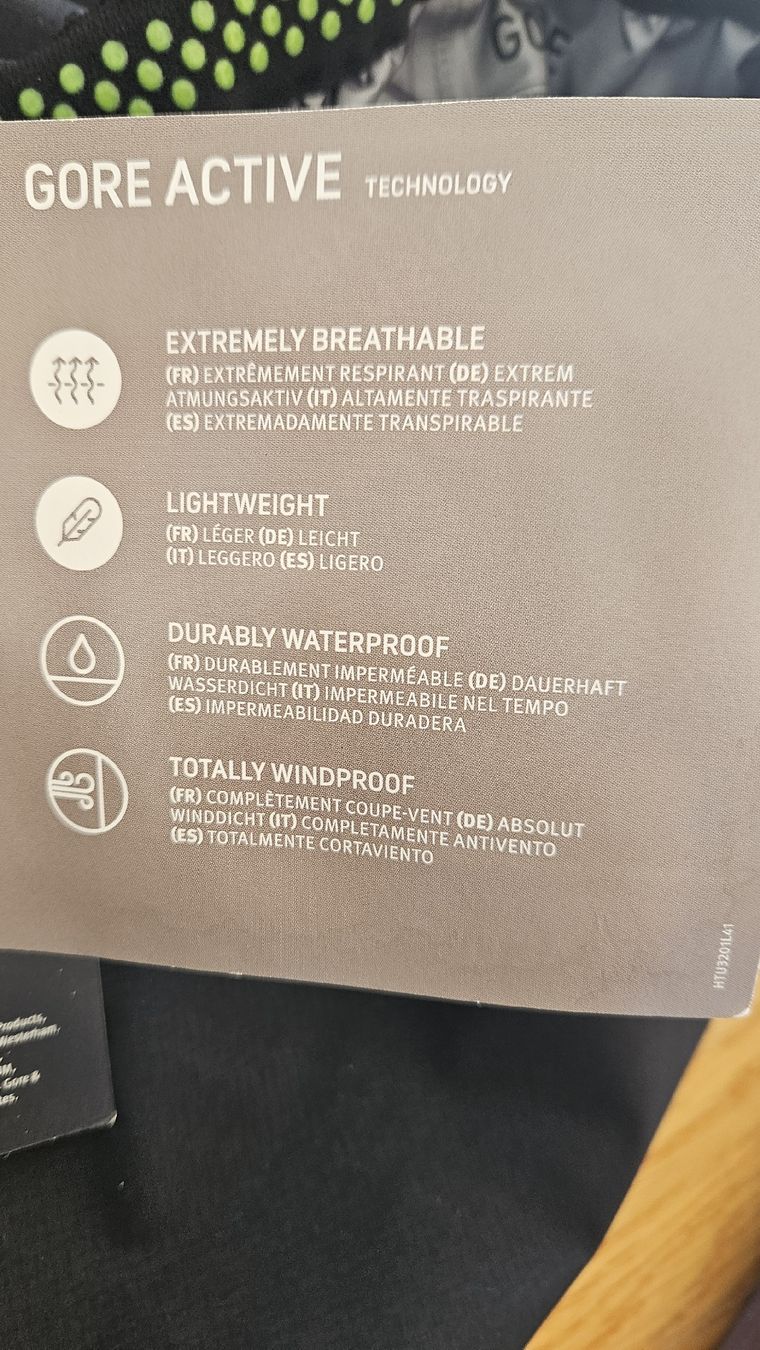 GORE ACTIVE TECHNOLOGY
EXTREMELY BREATHABLE
(FR) EXTRÊMEMENT RESPIRANT (DE) EXTREM
ATMUNGSAKTIV (IT) ALTAMENTE TRASPIRANTE
(ES) EXTREMADAMENTE TRANSPIRABLE
LIGHTWEIGHT
(FR) LÉGER (DE) LEICHT
(IT) LEGGERO (ES) LIGERO
DURABLY WATERPROOF
(FR) DURABLEMENT IMPERMÉABLE (DE) DAUERHAFT
WASSERDICHT (IT) IMPERMEABILE NEL TEMPO
(ES) IMPERMEABILIDAD DURADERA
TOTALLY WINDPROOF
(FR) COMPLÈTEMENT COUPE-VENT (DE) ABSOLUT
WINDDICHT (IT) COMPLETAMENTE ANTIVENTO
(ES) TOTALMENTE CORTAVIENTO
HTU3201L41
Westerham,
Gore &